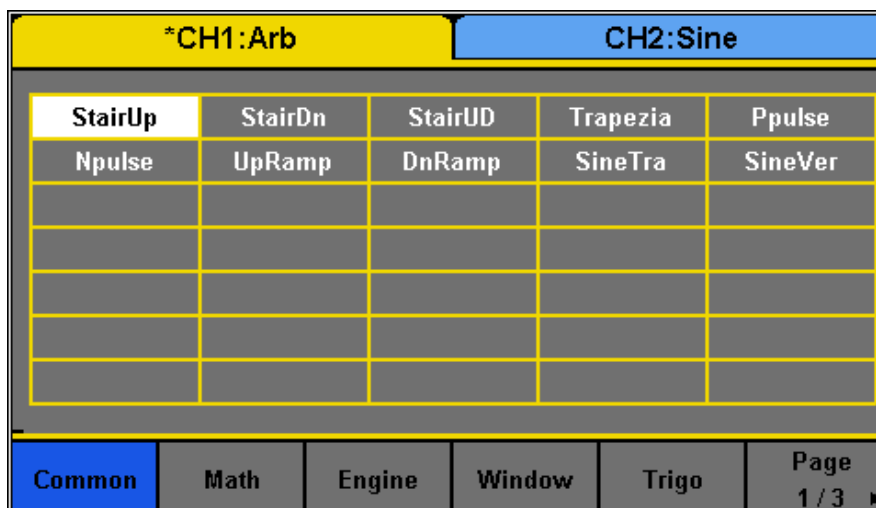 *CH1:Arb CH2:Sine
StairUp StairDn StairUD Trapezia Ppulse
Npulse UpRamp DnRamp SineTra SineVer
Common Math Engine Window Trigo Page
1/3